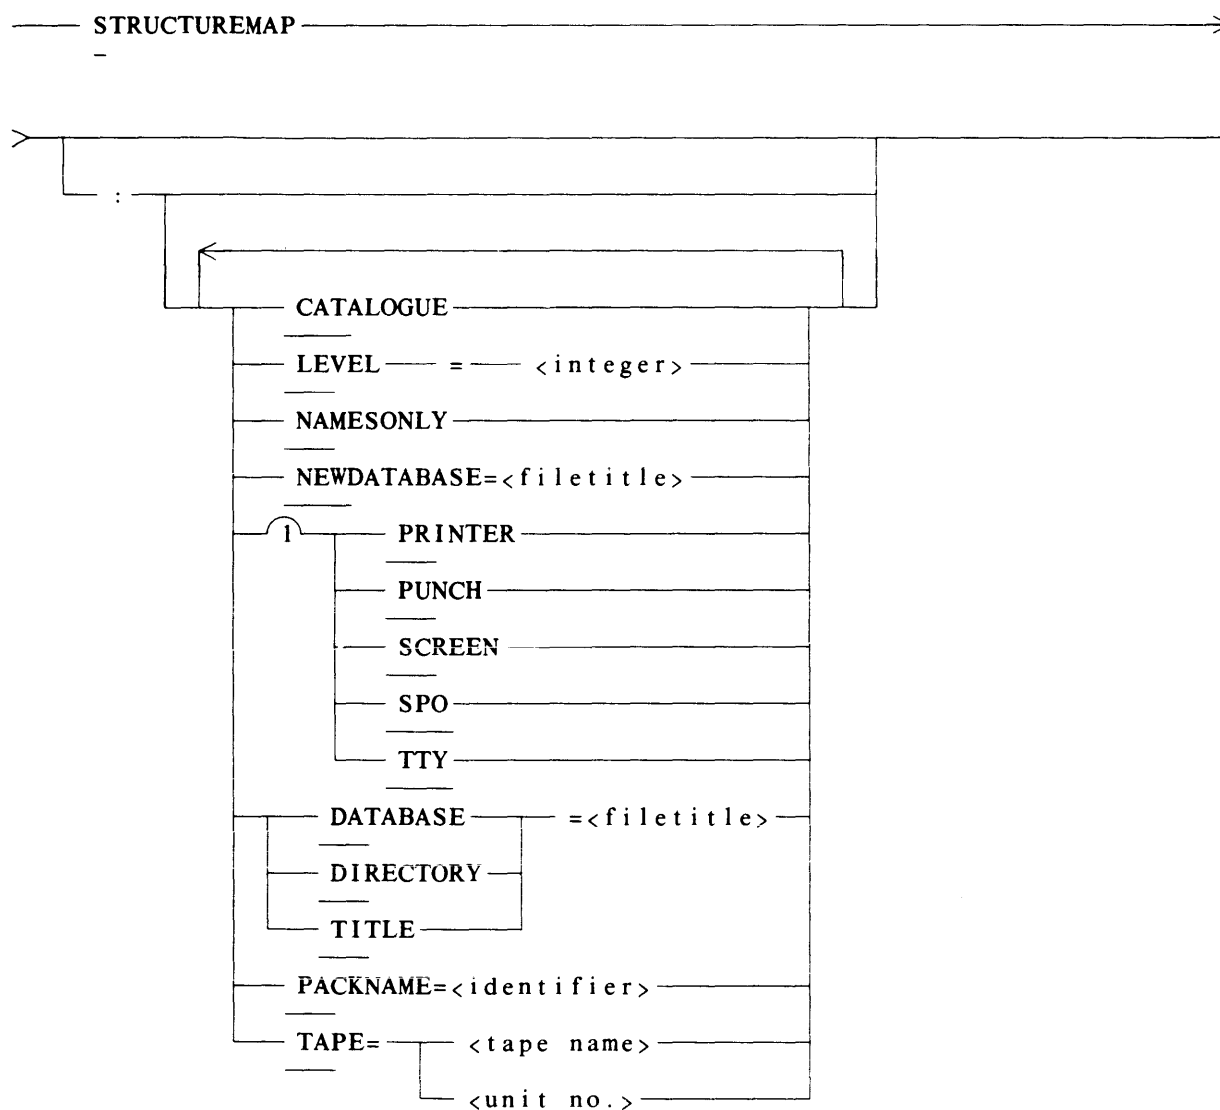 STRUCTUREMAP
:
CATALOGUE
LEVEL = <integer>
NAMESONLY
NEWDATABASE=<filetitle>
1 PRINTER
PUNCH
SCREEN
SPO
TTY
DATABASE =<filetitle>
DIRECTORY
TITLE
PACKNAME=<identifier>
TAPE= <tape name>
<unit no.>